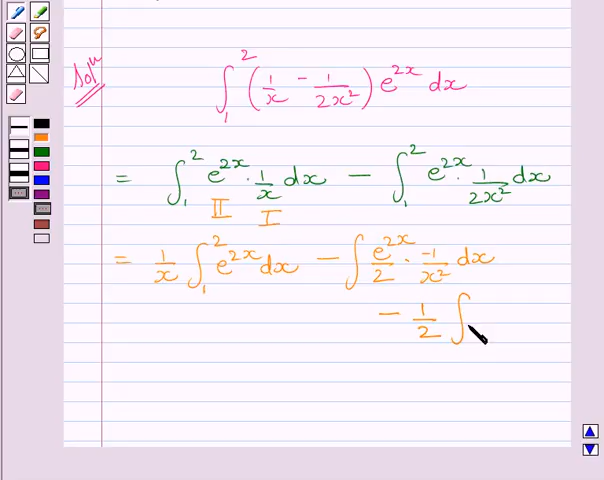 Solⁿ ∫₁² (1/x − 1/2x²) e^{2x} dx
= ∫₁² e^{2x} · 1/x dx − ∫₁² e^{2x} · 1/2x² dx
II I
= 1/x ∫₁² e^{2x} dx − ∫ e^{2x}/2 · −1/x² dx
− 1/2 ∫